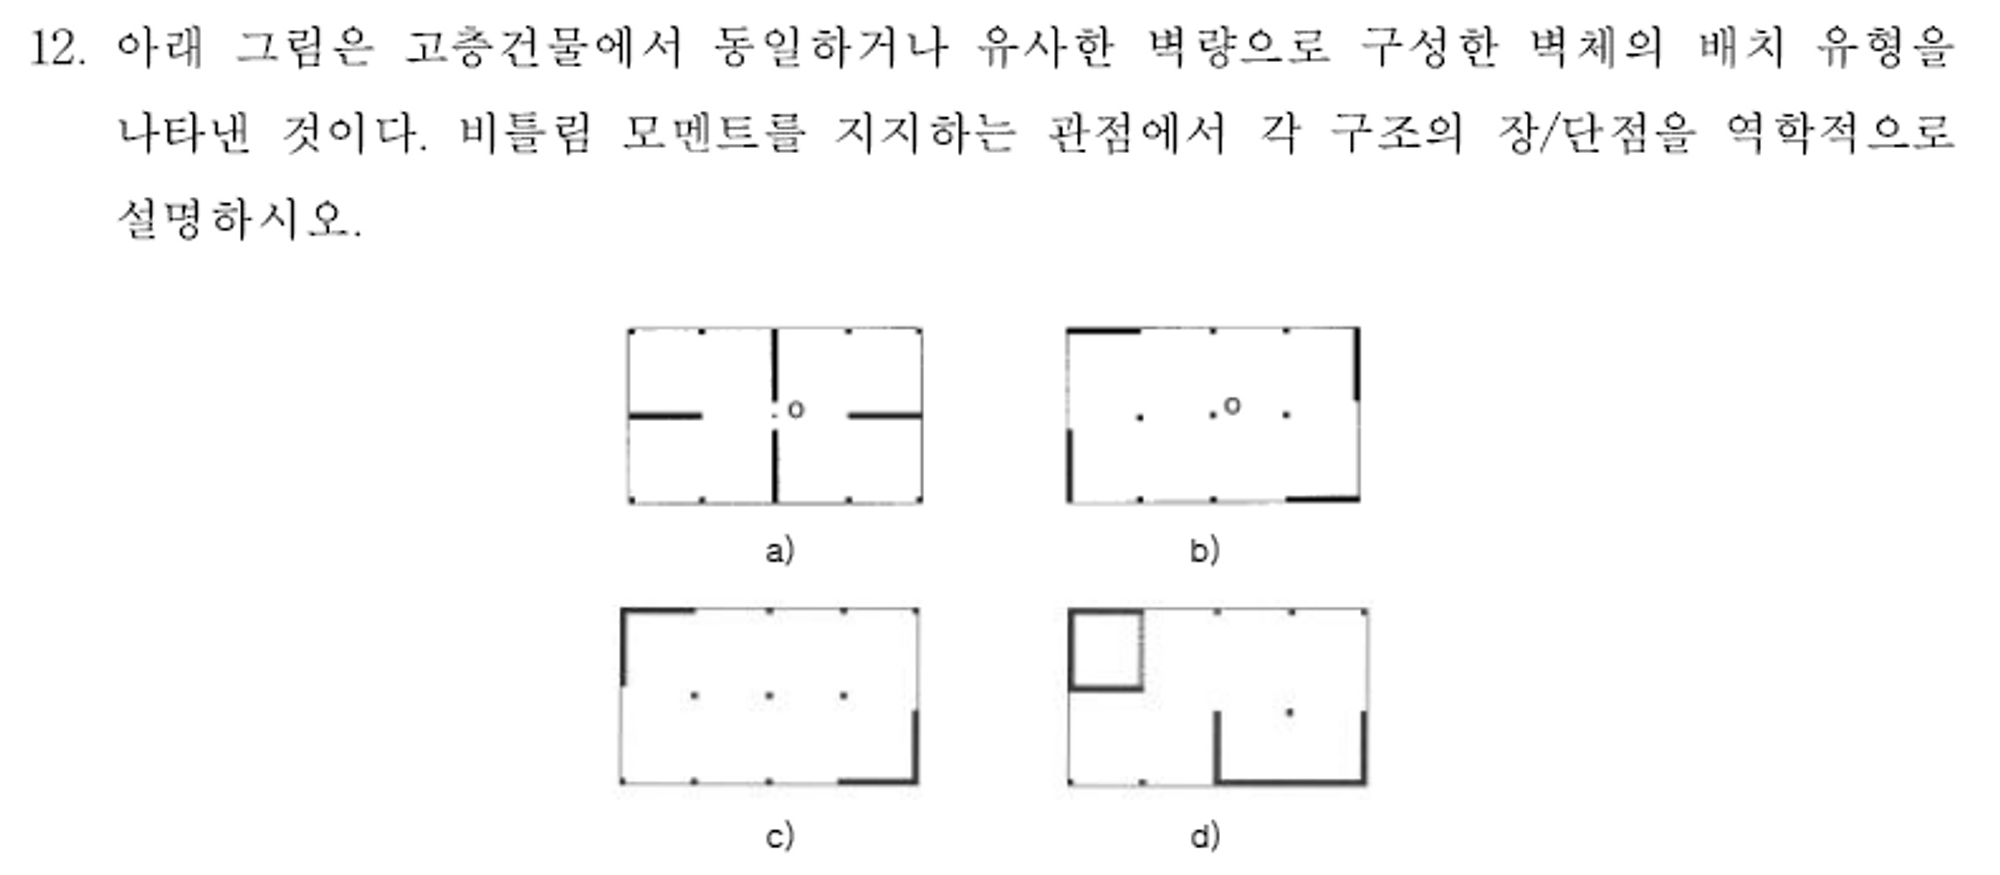 12. 아래 그림은 고층건물에서 동일하거나 유사한 벽량으로 구성한 벽체의 배치 유형을
나타낸 것이다. 비틀림 모멘트를 지지하는 관점에서 각 구조의 장/단점을 역학적으로
설명하시오.
o
o
a)
b)
c)
d)